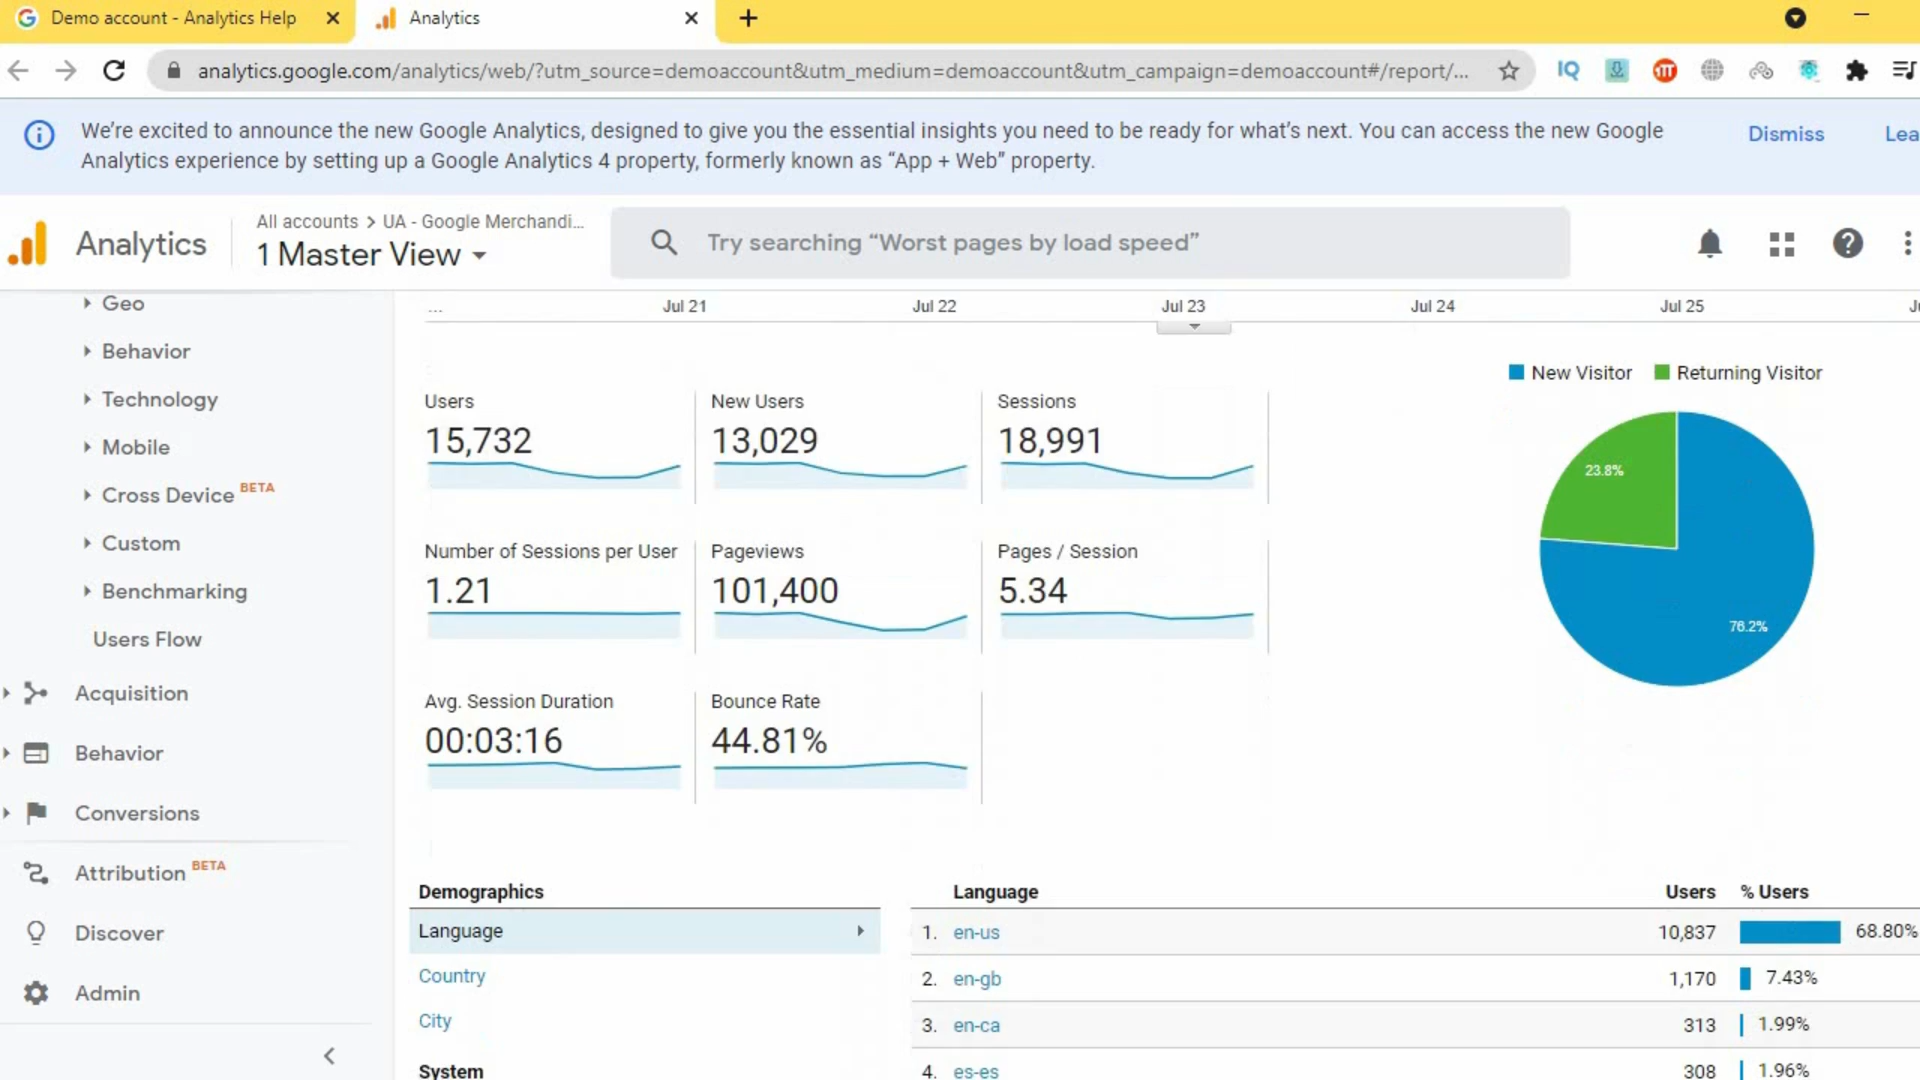 Demo account - Analytics Help
Analytics
analytics.google.com/analytics/web/?utm_source=demoaccount&utm_medium=demoaccount&utm_campaign=demoaccount#/report/...
IQ
We're excited to announce the new Google Analytics, designed to give you the essential insights you need to be ready for what's next. You can access the new Google
Analytics experience by setting up a Google Analytics 4 property, formerly known as “App + Web” property.
Dismiss
Lea
Analytics
All accounts > UA - Google Merchandi...
1 Master View
Try searching “Worst pages by load speed”
Geo
Behavior
Technology
Mobile
Cross Device BETA
Custom
Benchmarking
Users Flow
Acquisition
Behavior
Conversions
Attribution BETA
Discover
Admin
... Jul 21 Jul 22 Jul 23 Jul 24 Jul 25
New Visitor Returning Visitor
Users New Users Sessions
15,732 13,029 18,991
23.8%
76.2%
Number of Sessions per User Pageviews Pages / Session
1.21 101,400 5.34
Avg. Session Duration Bounce Rate
00:03:16 44.81%
Demographics
Language
Country
City
System
Language Users % Users
1. en-us 10,837 68.80%
2. en-gb 1,170 7.43%
3. en-ca 313 1.99%
4. es-es 308 1.96%